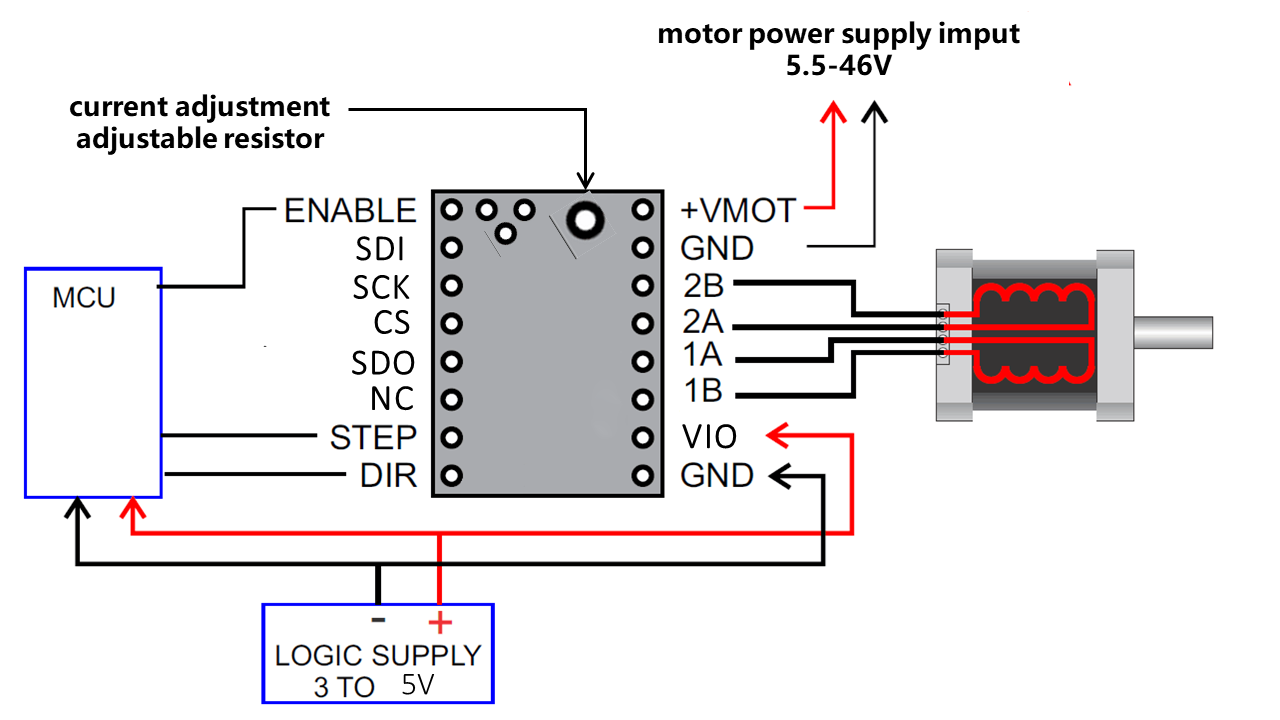 motor power supply imput
5.5-46V
current adjustment
adjustable resistor
ENABLE
SDI
SCK
CS
SDO
NC
STEP
DIR
+VMOT
GND
2B
2A
1A
1B
VIO
GND
MCU
- +
LOGIC SUPPLY
3 TO 5V